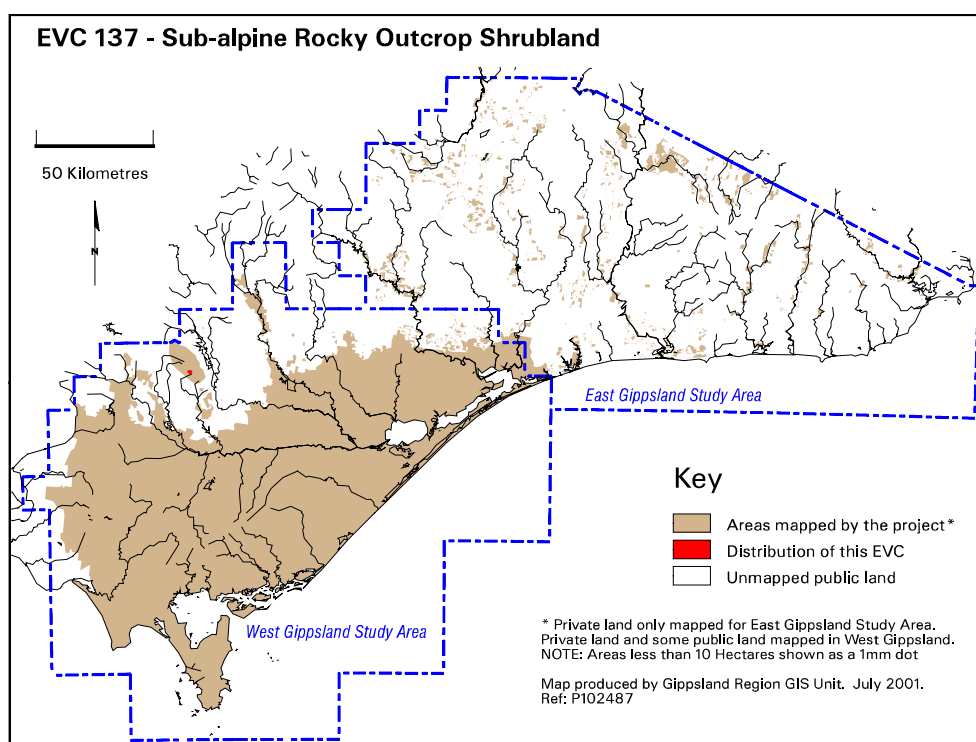 EVC 137 - Sub-alpine Rocky Outcrop Shrubland
50 Kilometres
N
East Gippsland Study Area
West Gippsland Study Area
Key
Areas mapped by the project*
Distribution of this EVC
Unmapped public land
* Private land only mapped for East Gippsland Study Area.
Private land and some public land mapped in West Gippsland.
NOTE: Areas less than 10 Hectares shown as a 1mm dot
Map produced by Gippsland Region GIS Unit. July 2001.
Ref: P102487